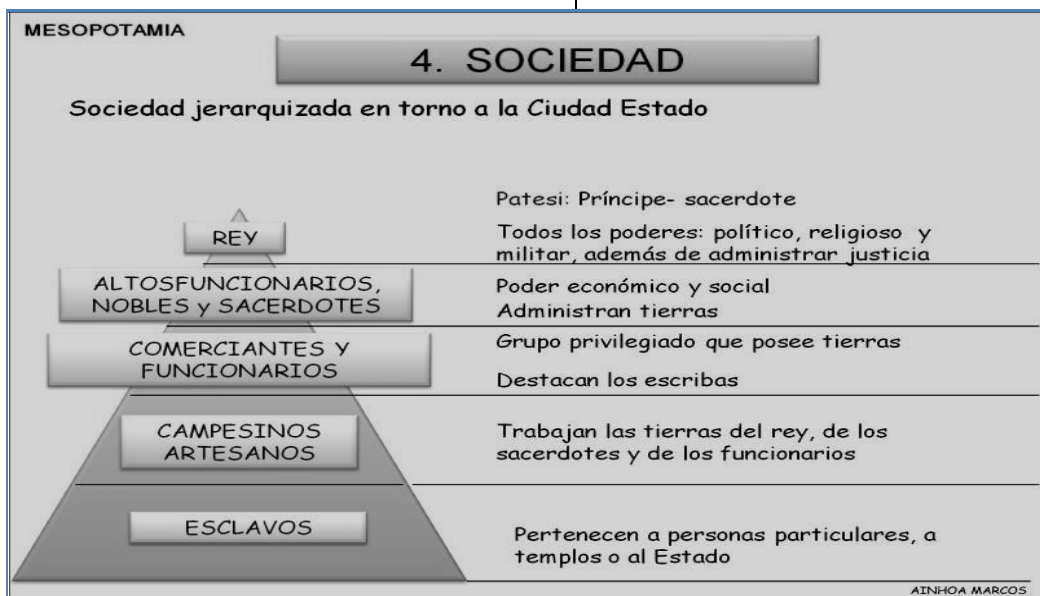 MESOPOTAMIA
4. SOCIEDAD
Sociedad jerarquizada en torno a la Ciudad Estado
REY
Patesi: Príncipe- sacerdote
Todos los poderes: político, religioso y
militar, además de administrar justicia
ALTOSFUNCIONARIOS,
NOBLES y SACERDOTES
Poder económico y social
Administran tierras
COMERCIANTES Y
FUNCIONARIOS
Grupo privilegiado que posee tierras
Destacan los escribas
CAMPESINOS
ARTESANOS
Trabajan las tierras del rey, de los
sacerdotes y de los funcionarios
ESCLAVOS
Pertenecen a personas particulares, a
templos o al Estado
AINHOA MARCOS